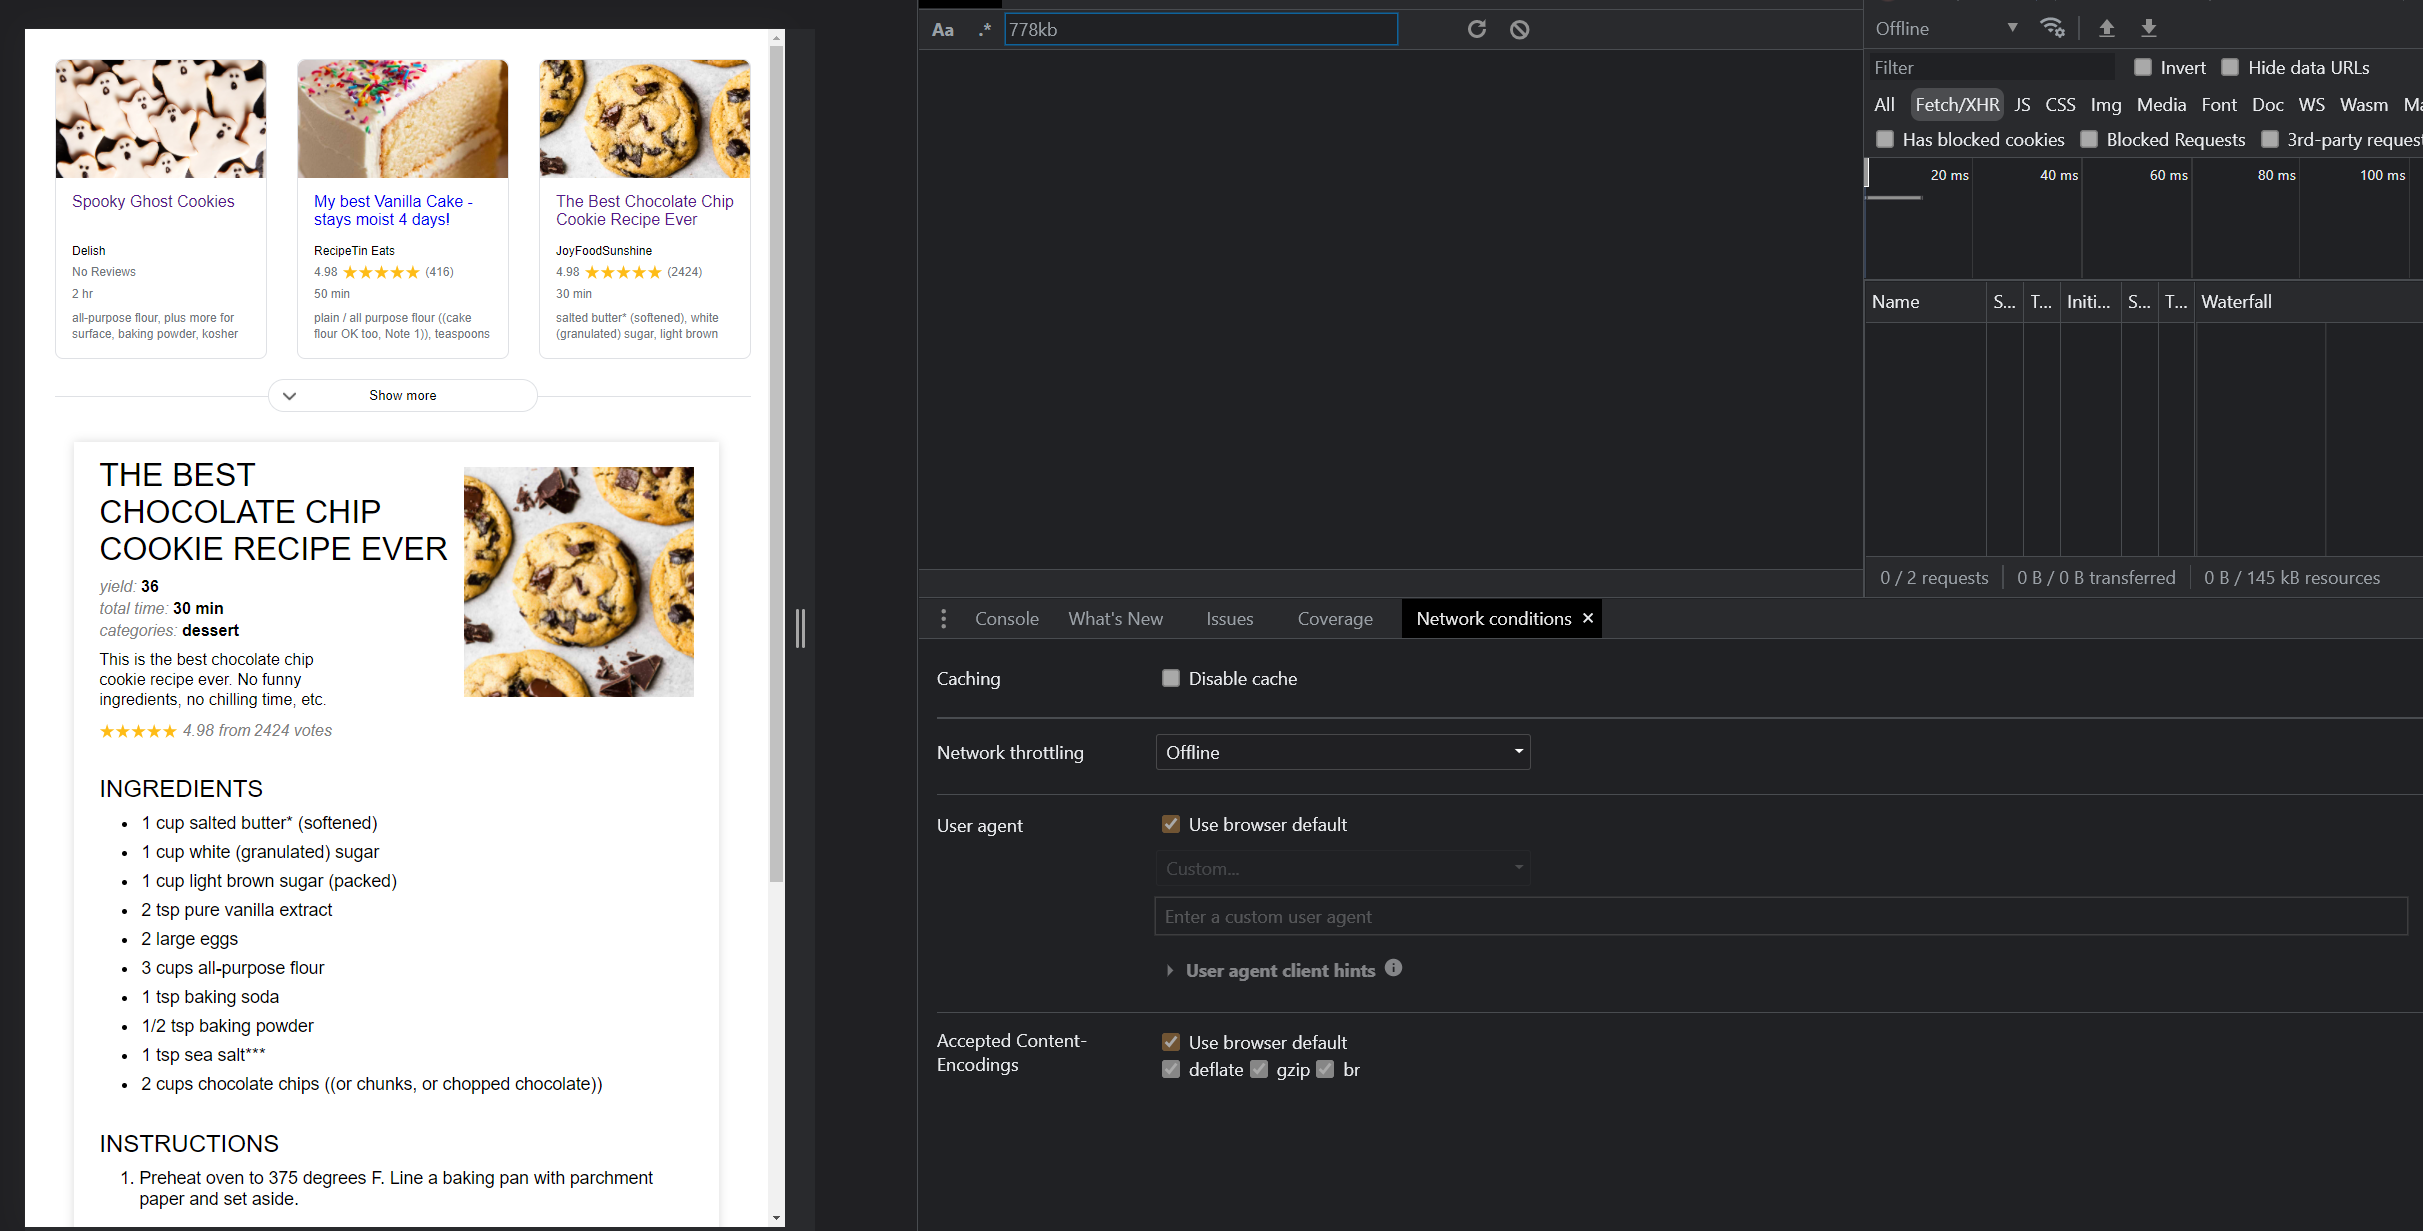 Spooky Ghost Cookies
Delish
No Reviews
2 hr
all-purpose flour, plus more for
surface, baking powder, kosher
My best Vanilla Cake -
stays moist 4 days!
RecipeTin Eats
4.98 ★★★★★ (416)
50 min
plain / all purpose flour ((cake
flour OK too, Note 1)), teaspoons
The Best Chocolate Chip
Cookie Recipe Ever
JoyFoodSunshine
4.98 ★★★★★ (2424)
30 min
salted butter* (softened), white
(granulated) sugar, light brown
Show more
THE BEST
CHOCOLATE CHIP
COOKIE RECIPE EVER
yield: 36
total time: 30 min
categories: dessert
This is the best chocolate chip
cookie recipe ever. No funny
ingredients, no chilling time, etc.
★★★★★ 4.98 from 2424 votes
INGREDIENTS
• 1 cup salted butter* (softened)
• 1 cup white (granulated) sugar
• 1 cup light brown sugar (packed)
• 2 tsp pure vanilla extract
• 2 large eggs
• 3 cups all-purpose flour
• 1 tsp baking soda
• 1/2 tsp baking powder
• 1 tsp sea salt***
• 2 cups chocolate chips ((or chunks, or chopped chocolate))
INSTRUCTIONS
1. Preheat oven to 375 degrees F. Line a baking pan with parchment
paper and set aside.
Aa .* 778kb
Offline
Filter Invert Hide data URLs
All Fetch/XHR JS CSS Img Media Font Doc WS Wasm Ma
Has blocked cookies Blocked Requests 3rd-party request
20 ms 40 ms 60 ms 80 ms 100 ms
Name S... T... Initi... S... T... Waterfall
0 / 2 requests 0 B / 0 B transferred 0 B / 145 kB resources
Console What's New Issues Coverage Network conditions ×
Caching Disable cache
Network throttling Offline
User agent Use browser default
Custom...
Enter a custom user agent
User agent client hints
Accepted Content-
Encodings
Use browser default
deflate gzip br